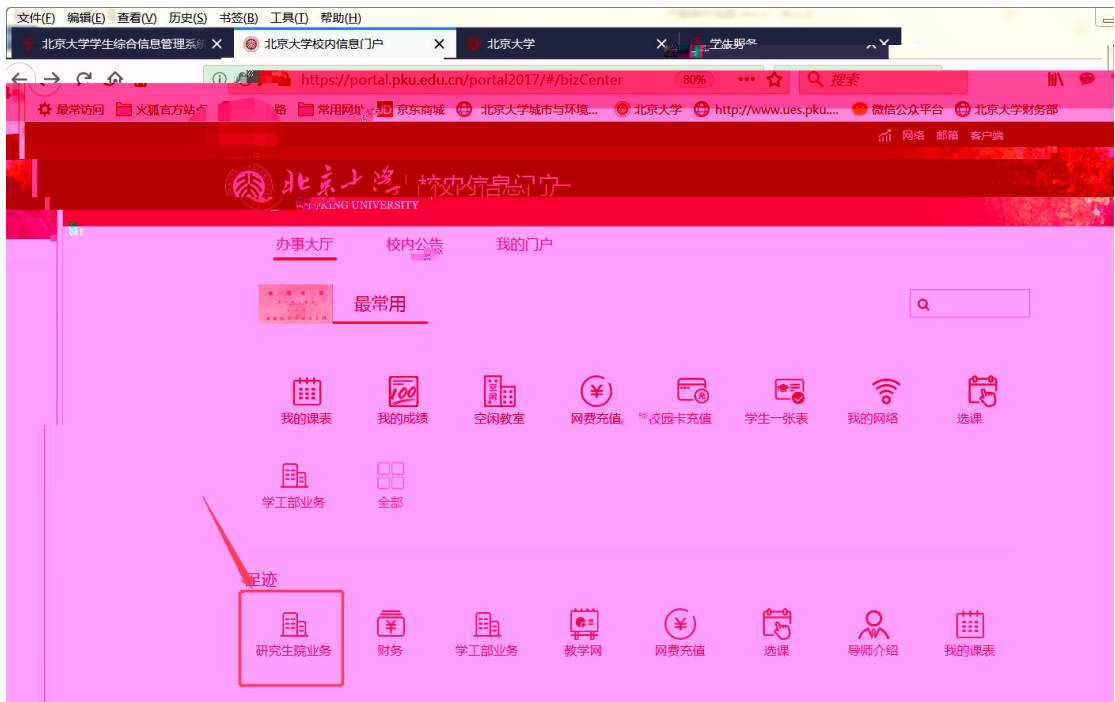 文件(F) 编辑(E) 查看(V) 历史(S) 书签(B) 工具(T) 帮助(H)
北京大学学生综合信息管理系统 北京大学校内信息门户 北京大学
https://portal.pku.edu.cn/portal2017/#/bizCenter 80% 搜索
最常访问 火狐官方站点 常用网址 京东商城 北京大学城市与环境... 北京大学 http://www.ues.pku.... 微信公众平台 北京大学财务部
网络 邮箱 客户端
北京大学 校内信息门户
PEKING UNIVERSITY
办事大厅 校内公告 我的门户
最常用
我的课表 我的成绩 空闲教室 网费充值 校园卡充值 学生一张表 我的网络 选课
学工部业务 全部
足迹
研究生院业务 财务 学工部业务 教学网 网费充值 选课 导师介绍 我的课表